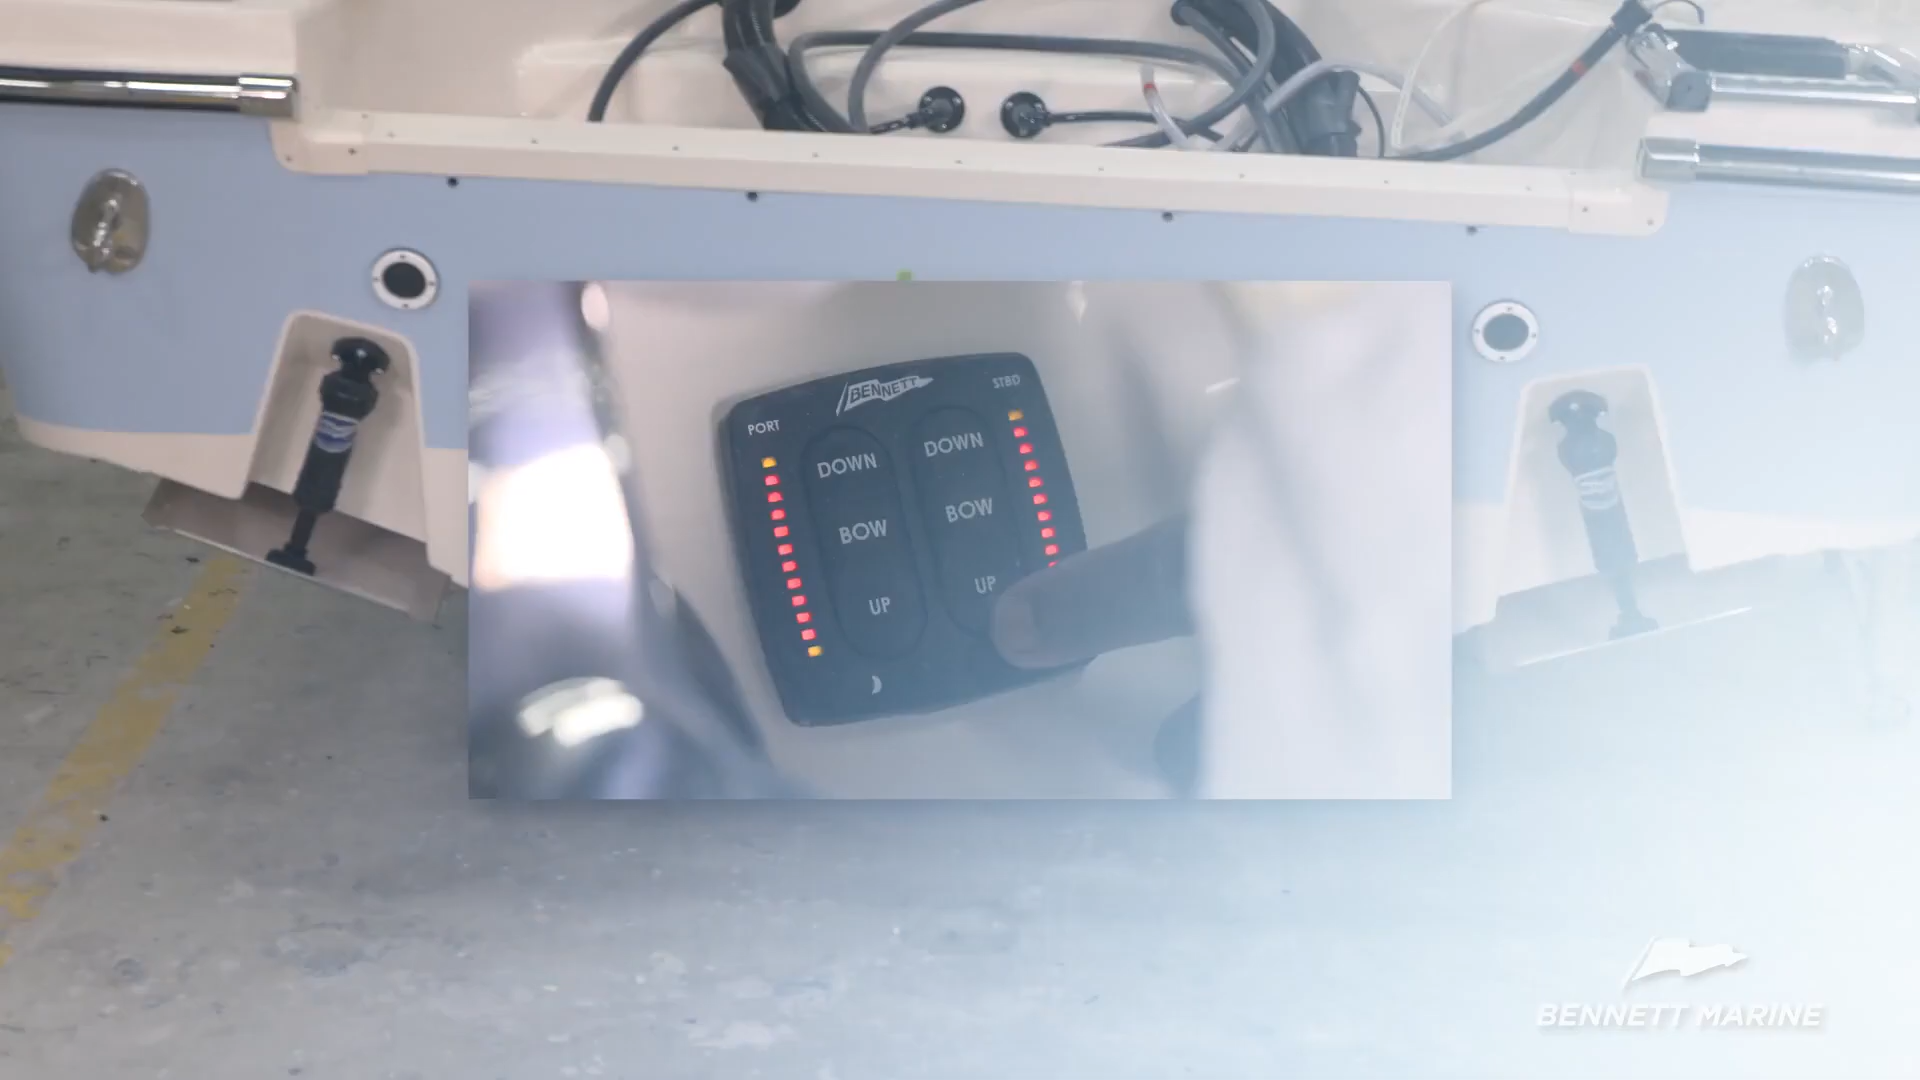 BENNETT
PORT
STBD
DOWN
DOWN
BOW
BOW
UP
UP
BENNETT MARINE